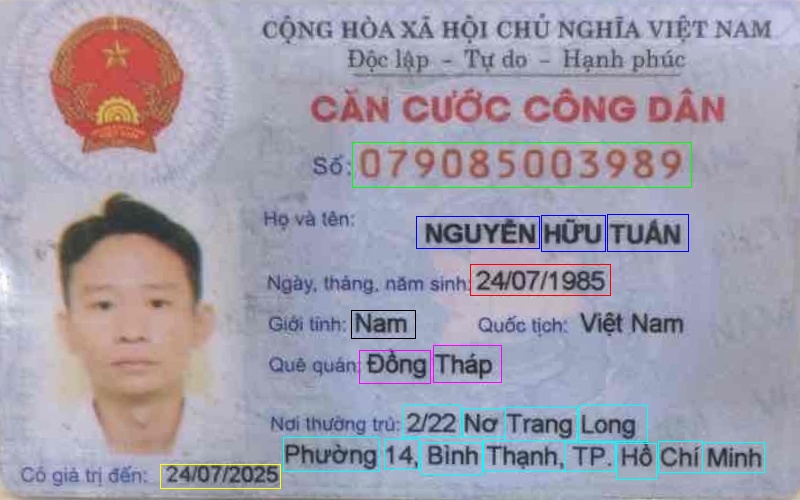 CỘNG HÒA XÃ HỘI CHỦ NGHĨA VIỆT NAM
Độc lập - Tự do - Hạnh phúc
CĂN CƯỚC CÔNG DÂN
Số: 079085003989
Họ và tên: NGUYỄN HỮU TUẤN
Ngày, tháng, năm sinh: 24/07/1985
Giới tính: Nam Quốc tịch: Việt Nam
Quê quán: Đồng Tháp
Nơi thường trú: 2/22 Nơ Trang Long
Phường 14, Bình Thạnh, TP. Hồ Chí Minh
Có giá trị đến: 24/07/2025